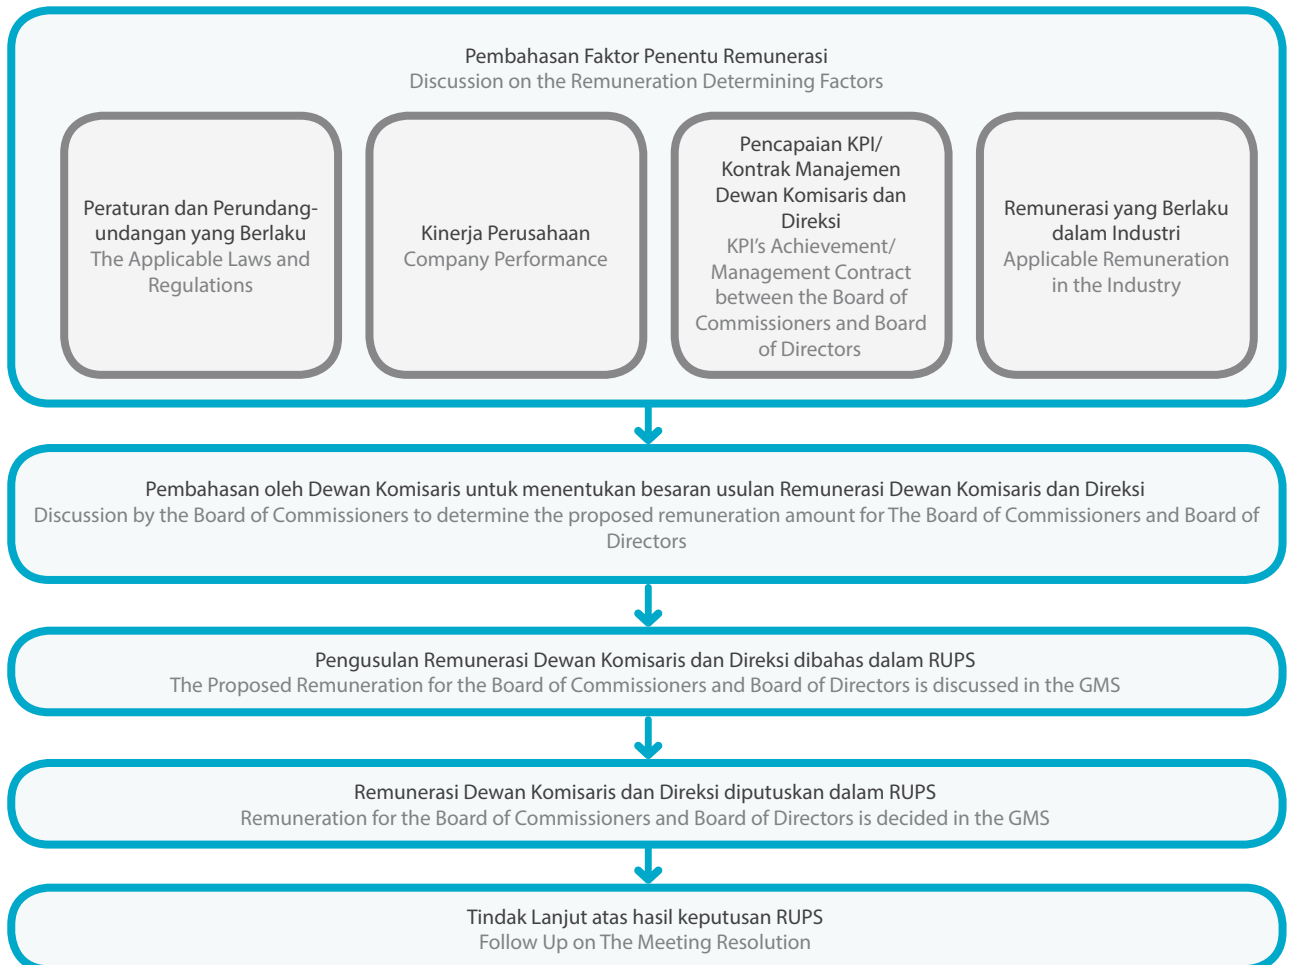 Pembahasan Faktor Penentu Remunerasi
Discussion on the Remuneration Determining Factors
Peraturan dan Perundang-
undangan yang Berlaku
The Applicable Laws and
Regulations
Kinerja Perusahaan
Company Performance
Pencapaian KPI/
Kontrak Manajemen
Dewan Komisaris dan
Direksi
KPI’s Achievement/
Management Contract
between the Board of
Commissioners and Board
of Directors
Remunerasi yang Berlaku
dalam Industri
Applicable Remuneration
in the Industry
Pembahasan oleh Dewan Komisaris untuk menentukan besaran usulan Remunerasi Dewan Komisaris dan Direksi
Discussion by the Board of Commissioners to determine the proposed remuneration amount for The Board of Commissioners and Board of
Directors
Pengusulan Remunerasi Dewan Komisaris dan Direksi dibahas dalam RUPS
The Proposed Remuneration for the Board of Commissioners and Board of Directors is discussed in the GMS
Remunerasi Dewan Komisaris dan Direksi diputuskan dalam RUPS
Remuneration for the Board of Commissioners and Board of Directors is decided in the GMS
Tindak Lanjut atas hasil keputusan RUPS
Follow Up on The Meeting Resolution